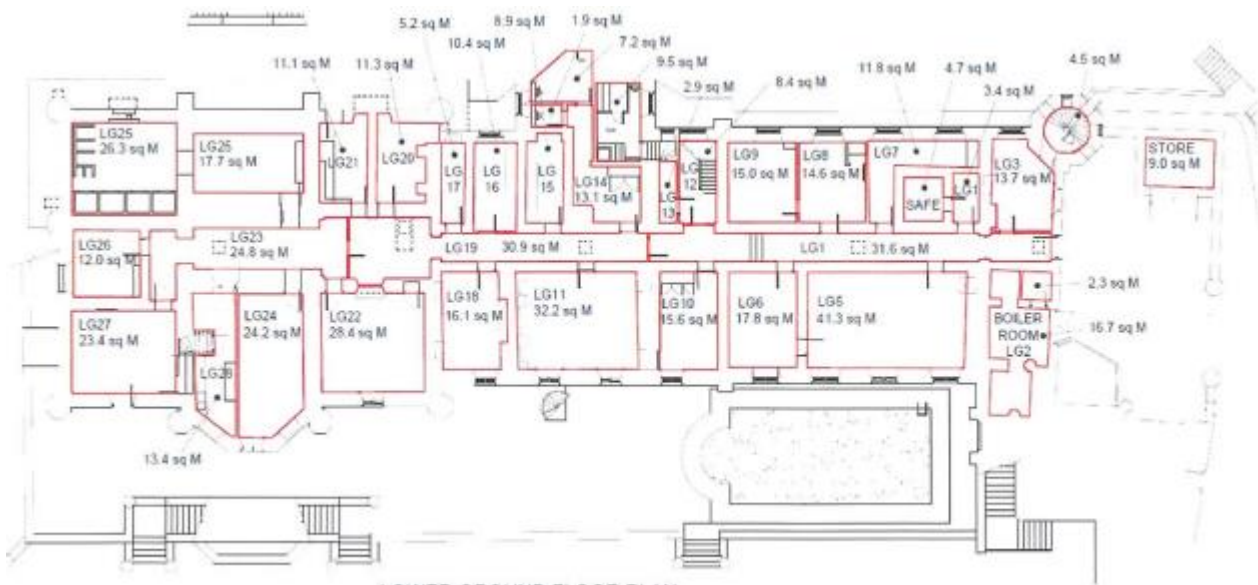 1.9 sq M
5.2 sq M
8.9 sq M
7.2 sq M
10.4 sq M
9.5 sq M
11.1 sq M
11.3 sq M
2.9 sq M
8.4 sq M
11.8 sq M
4.7 sq M
4.5 sq M
3.4 sq M
LG25
26.3 sq M
LG25
17.7 sq M
LG21
LG20
LG
17
LG
16
LG
15
LG14
13.1 sq M
LG
13
LG
12
LG9
15.0 sq M
LG8
14.6 sq M
LG7
SAFE
LG1
LG3
13.7 sq M
STORE
9.0 sq M
LG26
12.0 sq M
LG23
24.8 sq M
LG19
30.9 sq M
LG1
31.6 sq M
LG27
23.4 sq M
LG28
LG24
24.2 sq M
LG22
28.4 sq M
LG18
16.1 sq M
LG11
32.2 sq M
LG10
15.6 sq M
LG6
17.8 sq M
LG5
41.3 sq M
2.3 sq M
BOILER
ROOM
LG2
16.7 sq M
13.4 sq M
LOWER GROUND FLOOR PLAN